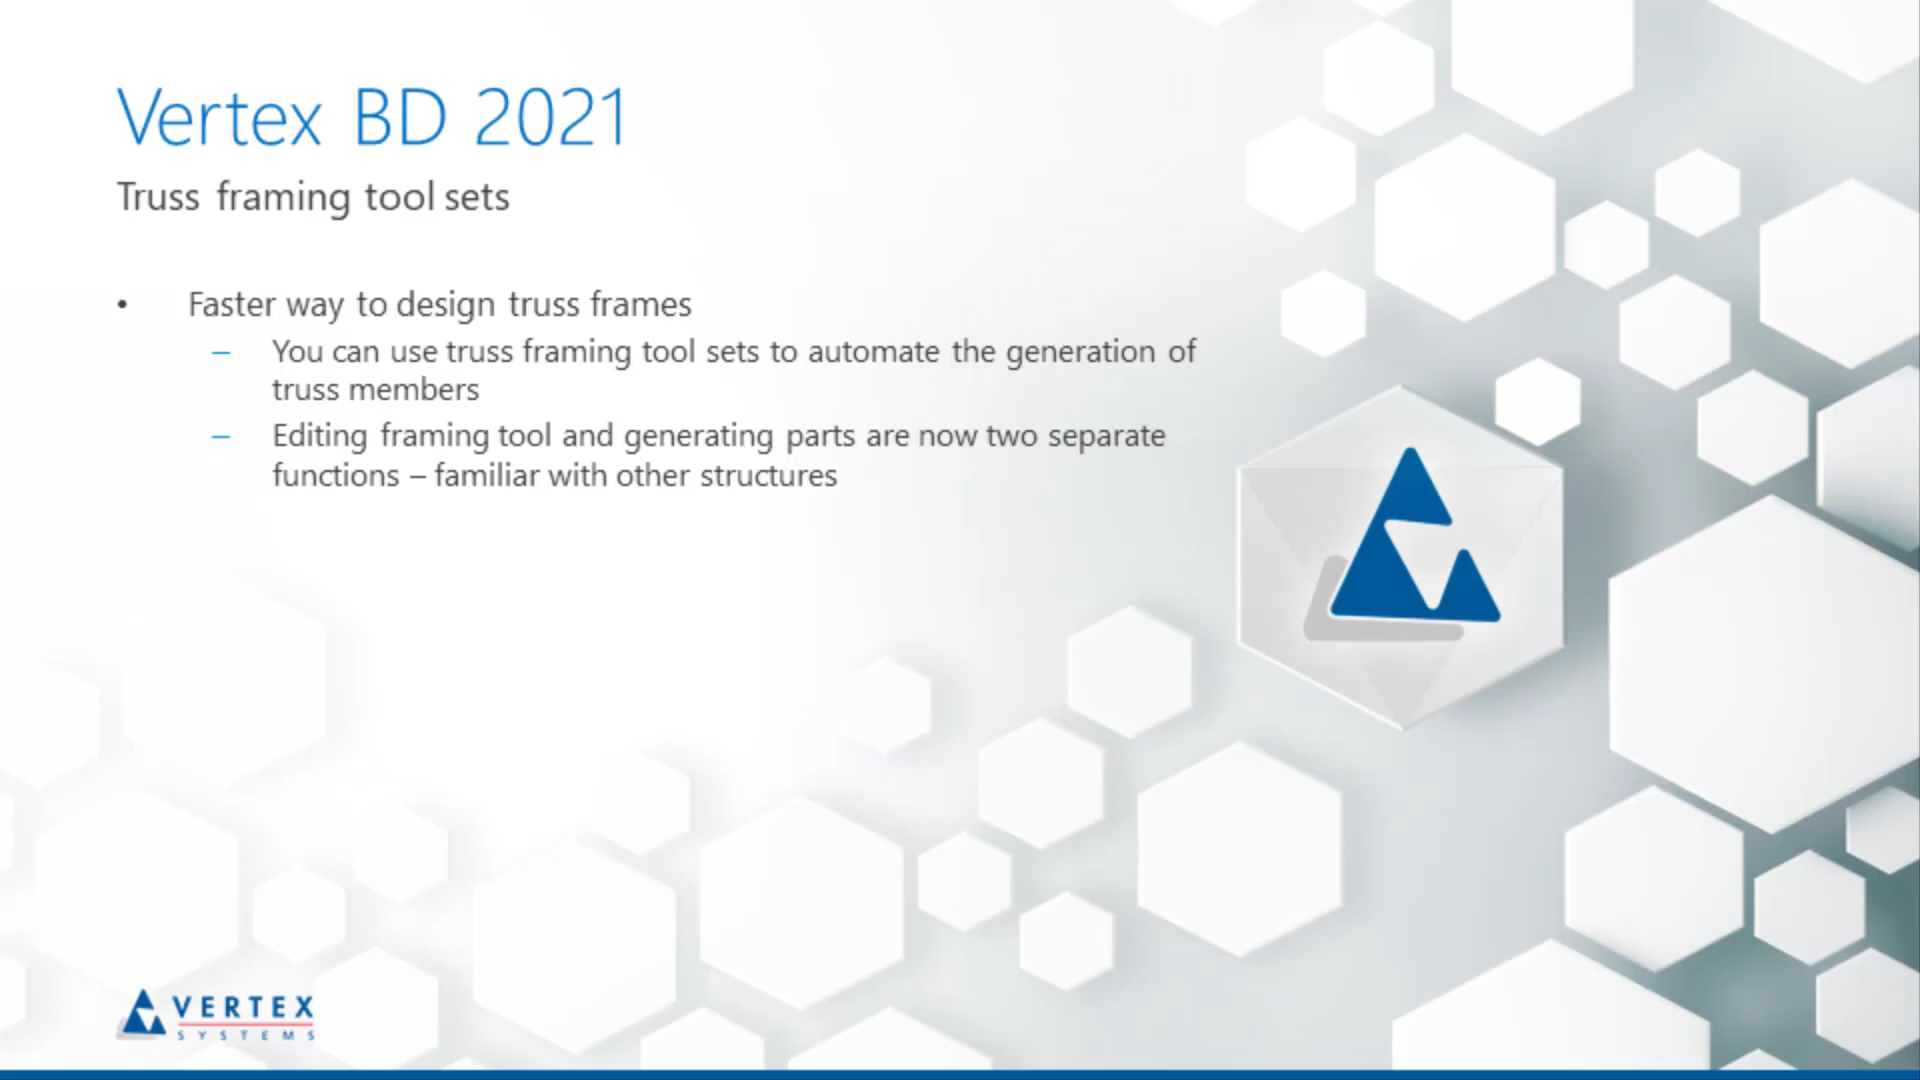 Vertex BD 2021
Truss framing tool sets
• Faster way to design truss frames
– You can use truss framing tool sets to automate the generation of
truss members
– Editing framing tool and generating parts are now two separate
functions – familiar with other structures
VERTEX
SYSTEMS